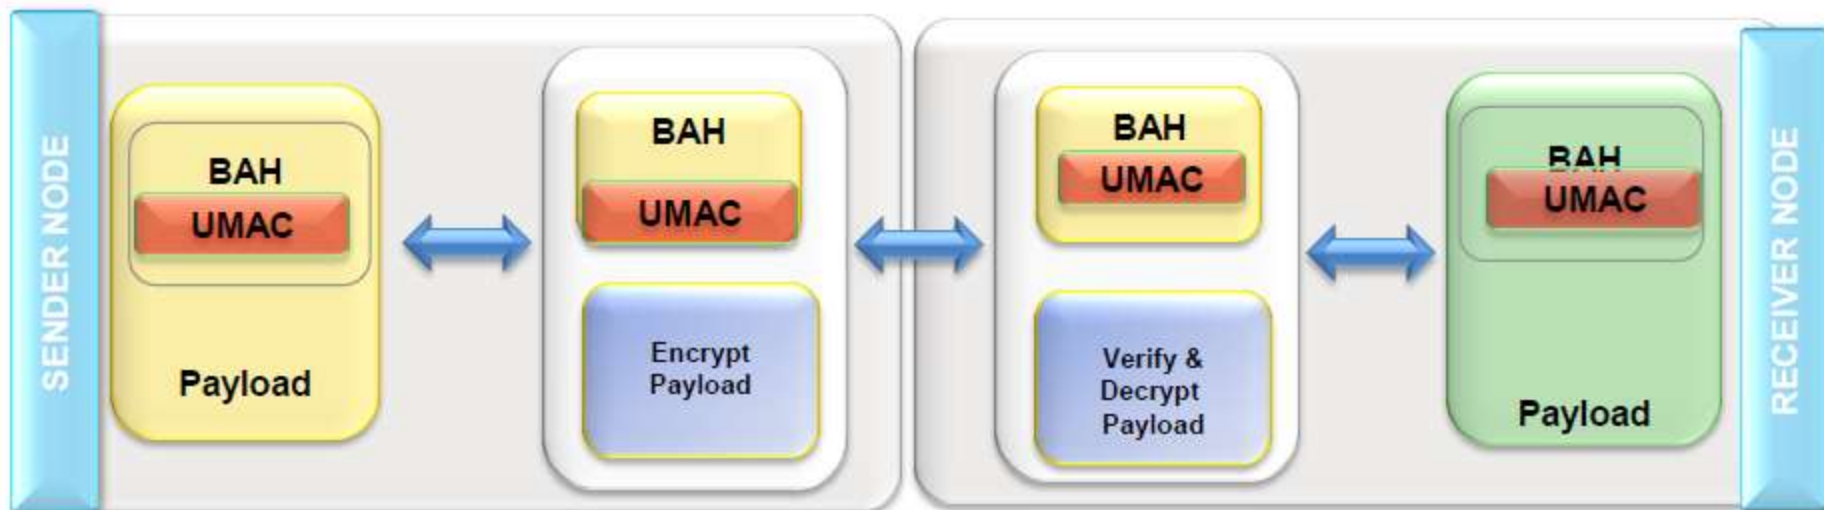 SENDER NODE
BAH
UMAC
Payload
BAH
UMAC
Encrypt
Payload
BAH
UMAC
Verify &
Decrypt
Payload
BAH
UMAC
Payload
RECEIVER NODE